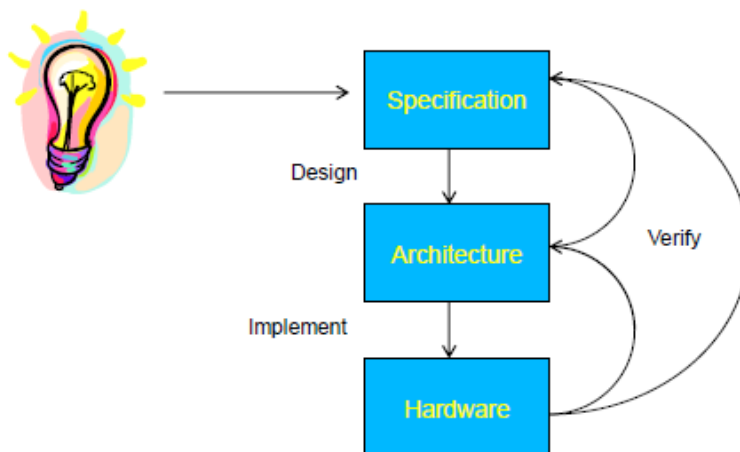 Specification
Design
Architecture
Verify
Implement
Hardware